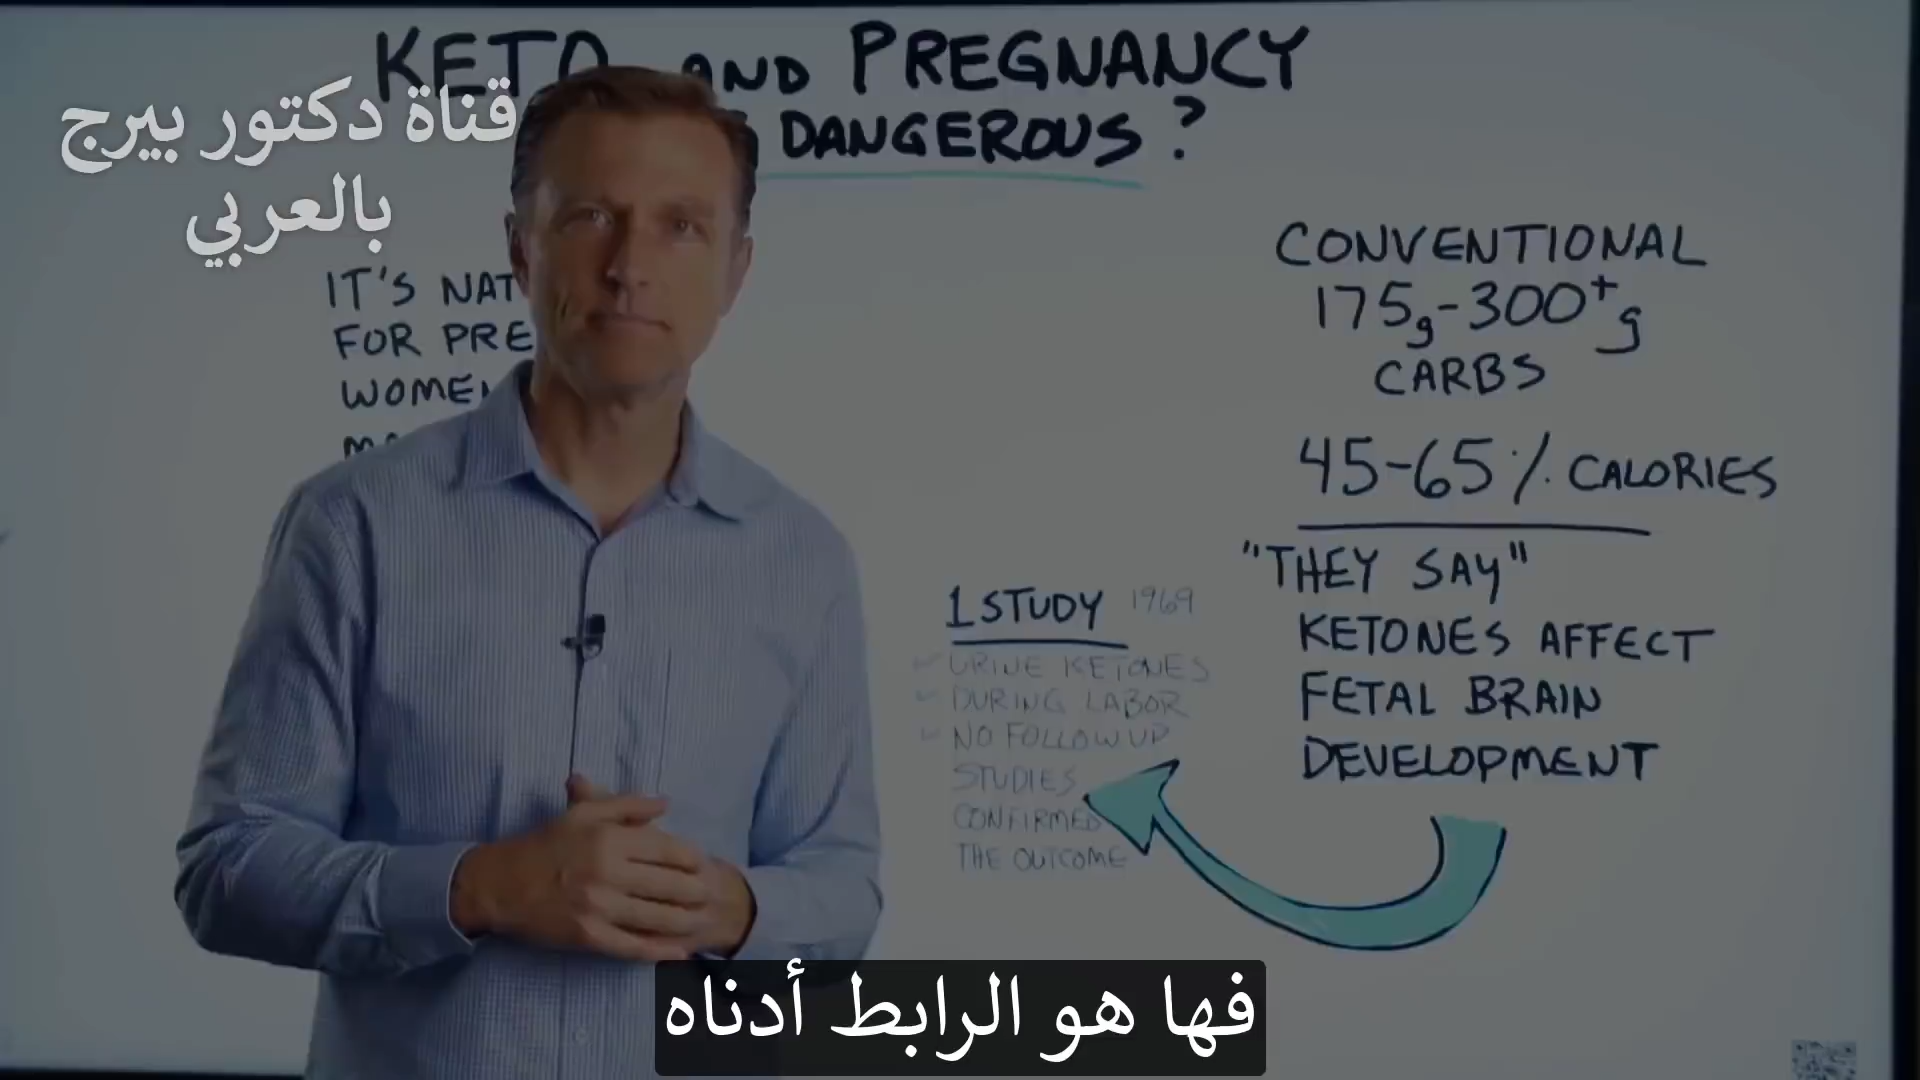 KETO AND PREGNANCY
DANGEROUS?
قناة دكتور بيرج
بالعربي
IT'S NAT
FOR PRE
WOMEN
CONVENTIONAL
175g-300+g
CARBS
45-65% CALORIES
"THEY SAY"
KETONES AFFECT
FETAL BRAIN
DEVELOPMENT
1 STUDY 1969
URINE KETONES
DURING LABOR
NO FOLLOW UP
STUDIES
CONFIRMED
THE OUTCOME
فها هو الرابط أدناه